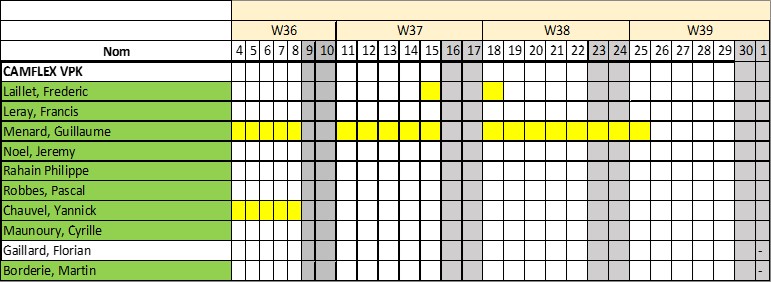 W36 W37 W38 W39
Nom 4 5 6 7 8 9 10 11 12 13 14 15 16 17 18 19 20 21 22 23 24 25 26 27 28 29 30 1
CAMFLEX VPK
Laillet, Frederic
Leray, Francis
Menard, Guillaume
Noel, Jeremy
Rahain Philippe
Robbes, Pascal
Chauvel, Yannick
Maunoury, Cyrille
Gaillard, Florian -
Borderie, Martin -